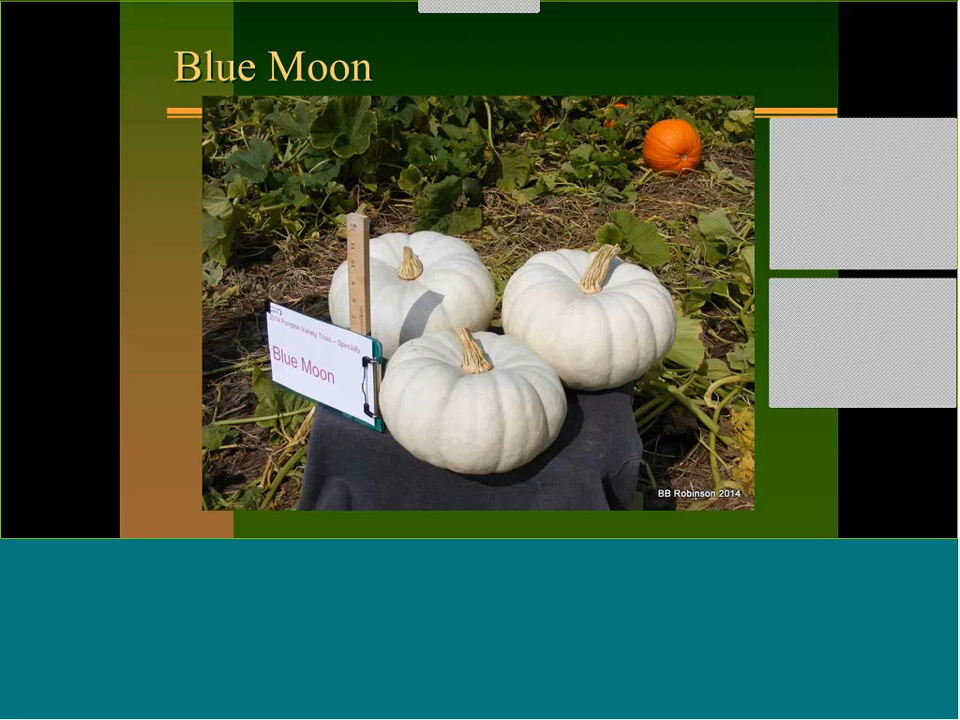 Blue Moon
2014 Pumpkin Variety Trials – Specialty
Blue Moon
BB Robinson 2014